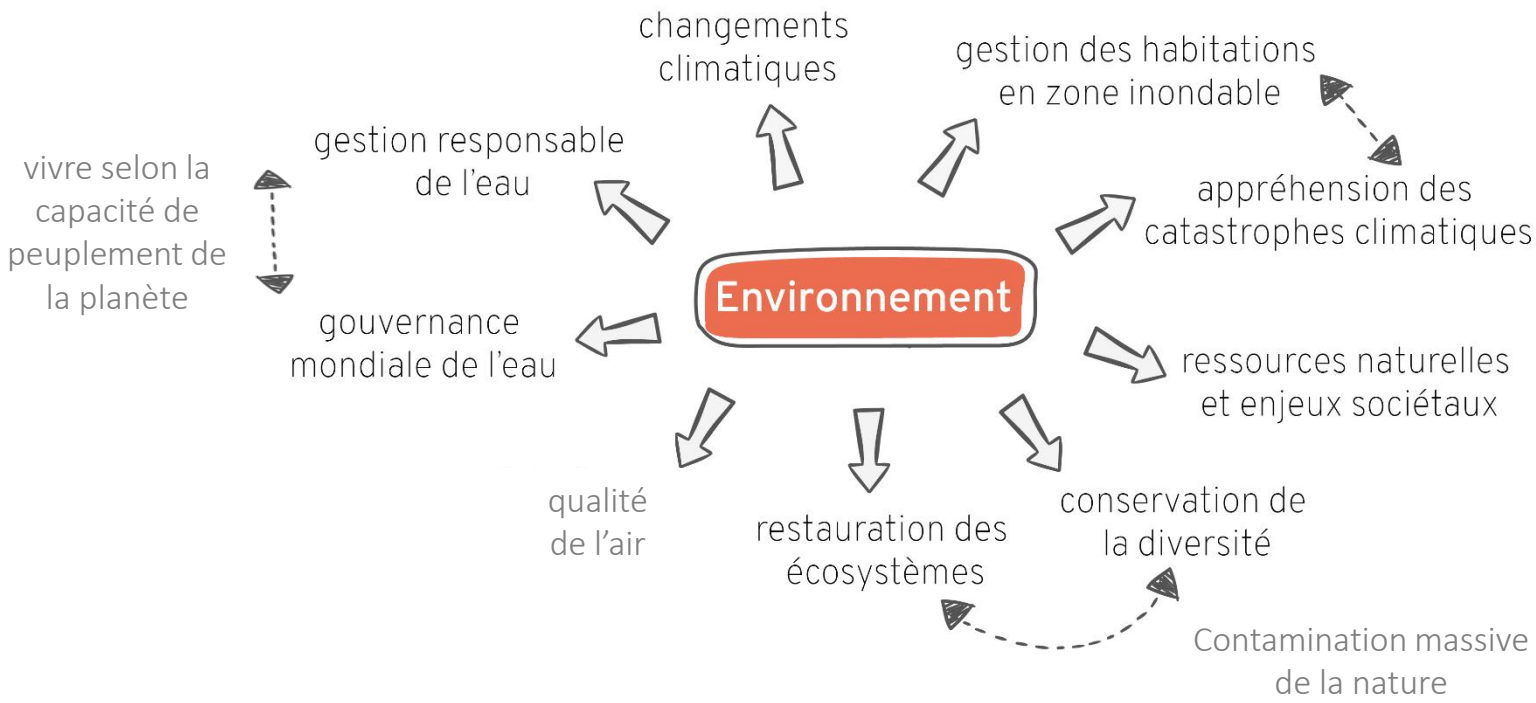 changements
climatiques
gestion des habitations
en zone inondable
gestion responsable
de l'eau
vivre selon la
capacité de
peuplement de
la planète
appréhension des
catastrophes climatiques
Environnement
gouvernance
mondiale de l'eau
ressources naturelles
et enjeux sociétaux
qualité
de l'air
restauration des
écosystèmes
conservation de
la diversité
Contamination massive
de la nature